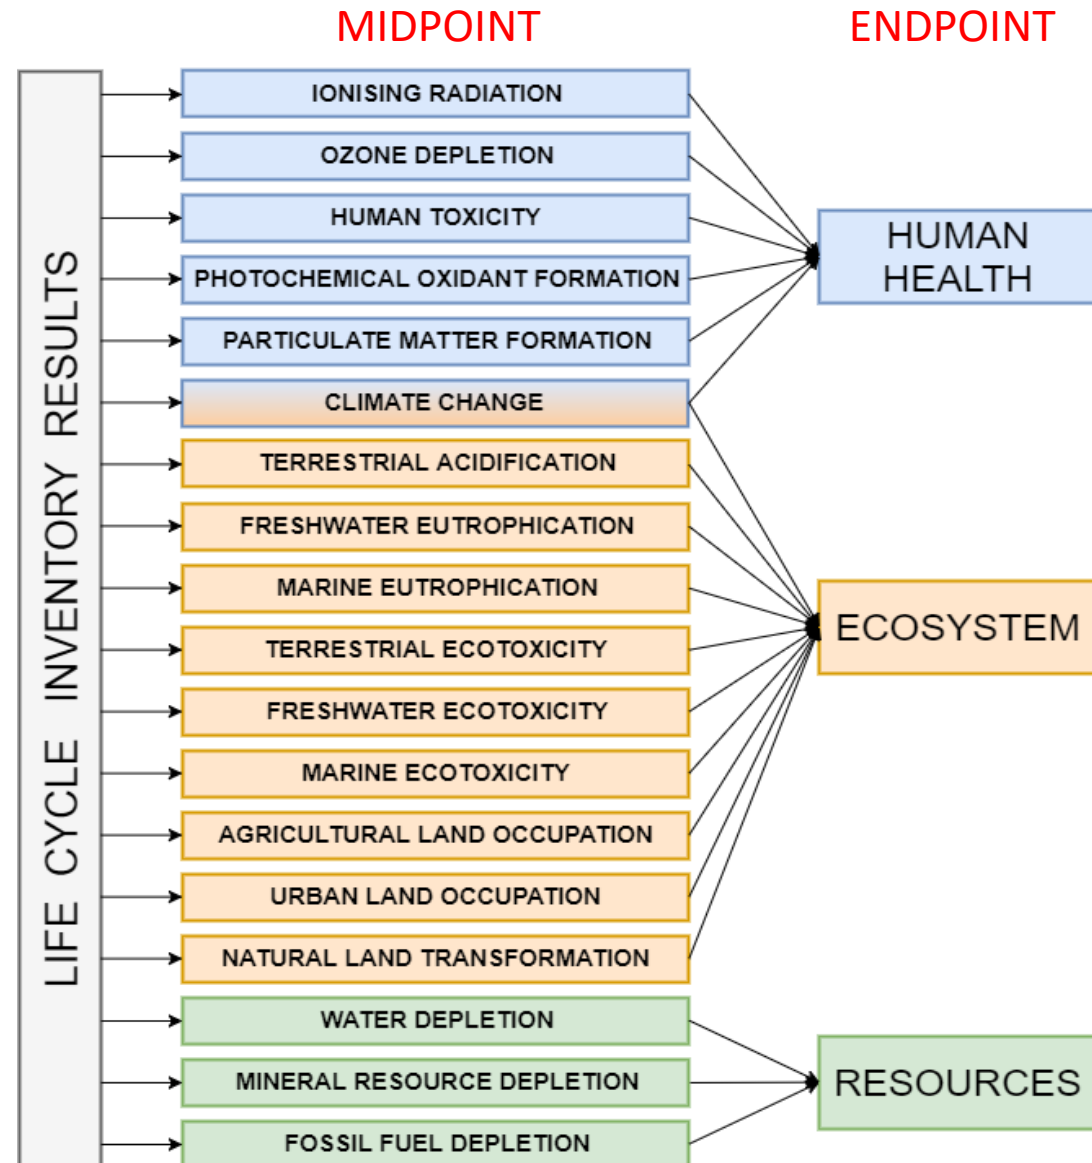 MIDPOINT
ENDPOINT
LIFE CYCLE INVENTORY RESULTS
IONISING RADIATION
OZONE DEPLETION
HUMAN TOXICITY
PHOTOCHEMICAL OXIDANT FORMATION
PARTICULATE MATTER FORMATION
CLIMATE CHANGE
TERRESTRIAL ACIDIFICATION
FRESHWATER EUTROPHICATION
MARINE EUTROPHICATION
TERRESTRIAL ECOTOXICITY
FRESHWATER ECOTOXICITY
MARINE ECOTOXICITY
AGRICULTURAL LAND OCCUPATION
URBAN LAND OCCUPATION
NATURAL LAND TRANSFORMATION
WATER DEPLETION
MINERAL RESOURCE DEPLETION
FOSSIL FUEL DEPLETION
HUMAN
HEALTH
ECOSYSTEM
RESOURCES